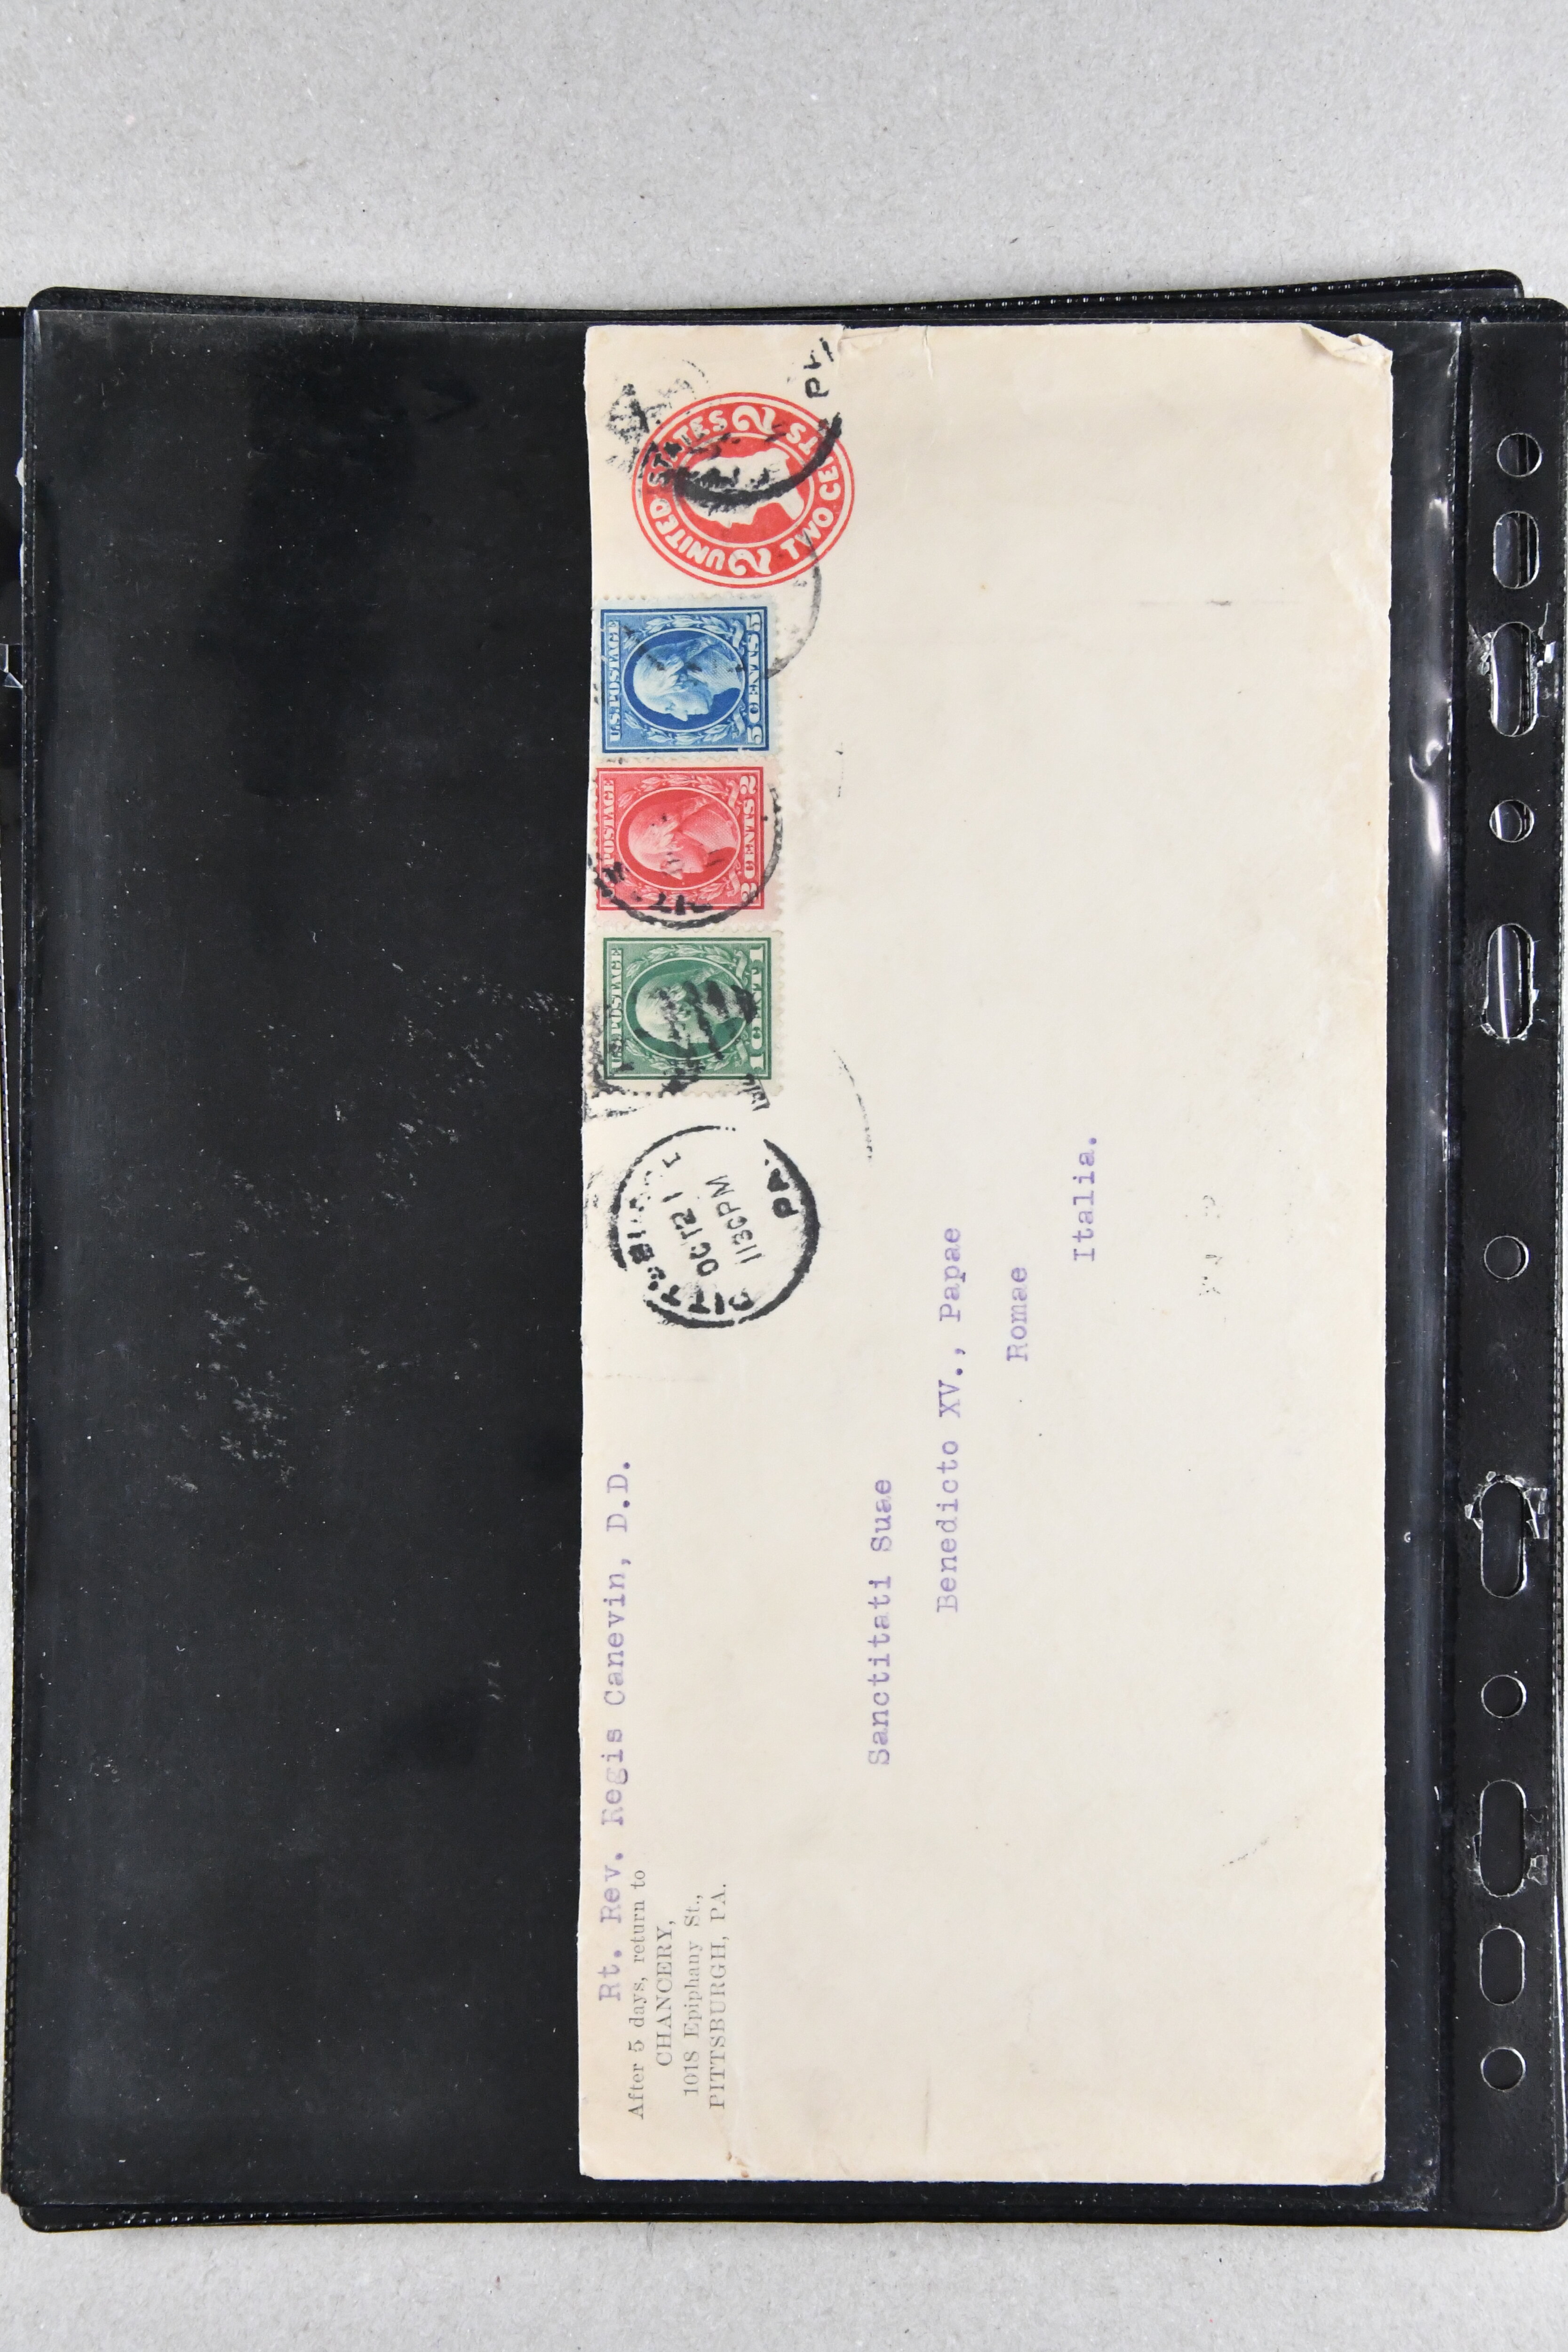 Rt. Rev. Regis Canevin, D.D.
After 5 days, return to
CHANCERY,
1018 Epiphany St.,
PITTSBURGH, PA.
PITTSBURGH
OCT 21
1130PM
PA.
U.S. POSTAGE
1 CENT 1
U.S. POSTAGE
2 CENTS 2
U.S. POSTAGE
5 CENTS 5
UNITED STATES
2 2
TWO CENTS
Sanctitati Suae
Benedicto XV., Papae
Romae
Italia.